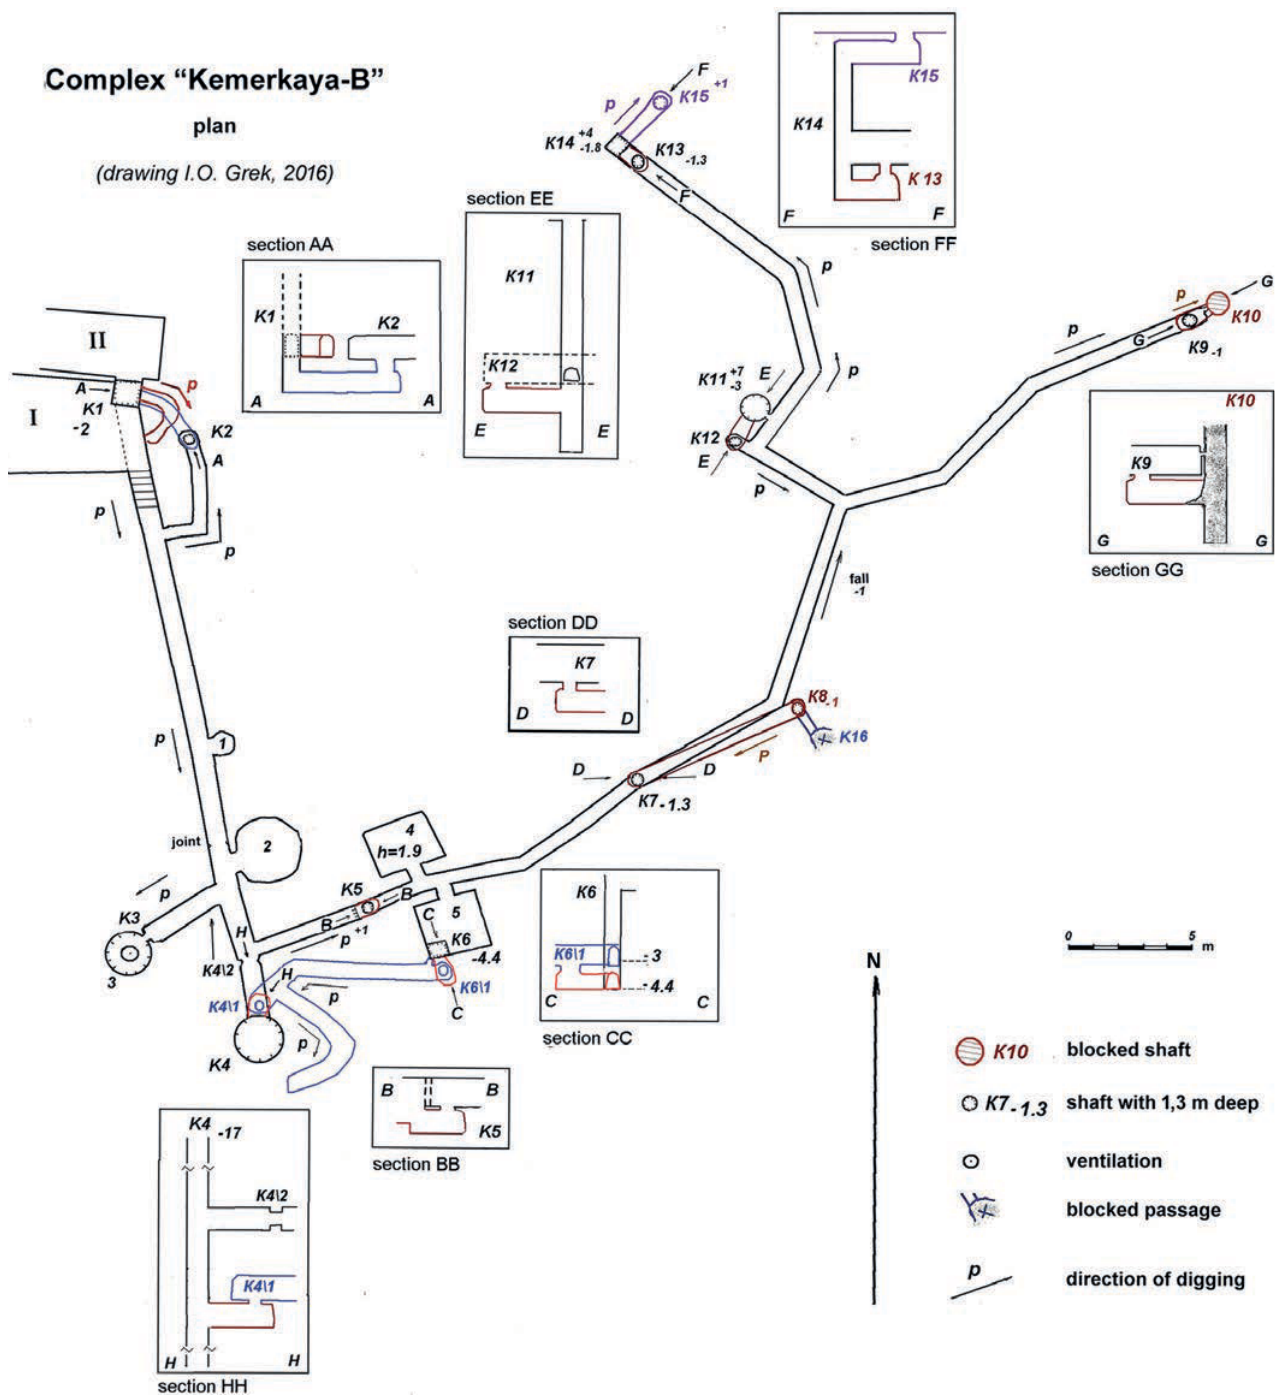 Complex “Kemerkaya-B”
plan
(drawing I.O. Grek, 2016)
section AA
K1
K2
A
A
section EE
K11
K12
E
E
F
K15 +1
p
K14 +4 -1.8
K13 -1.3
F
K15
K14
K 13
F
F
section FF
II
A
K1
-2
I
p
K2
A
p
p
p
p
K11 +7 -3
E
K12
E
p
p
G
p
K10
G
K9 -1
K10
K9
G
G
section GG
fall
-1
section DD
K7
D
D
K8 -1
K16
P
D
D
K7 -1.3
1
p
joint
2
4
h=1.9
K5
B
B
5
C
K6
-4.4
p
K3
3
H
p +1
K4\2
H
K4\1
p
K6\1
C
p
K4
K6
K6\1
-3
-4.4
C
C
section CC
B
B
K5
section BB
K4
-17
K4\2
K4\1
H
H
section HH
0
5
m
N
K10
blocked shaft
K7 -1.3
shaft with 1,3 m deep
ventilation
blocked passage
p
direction of digging